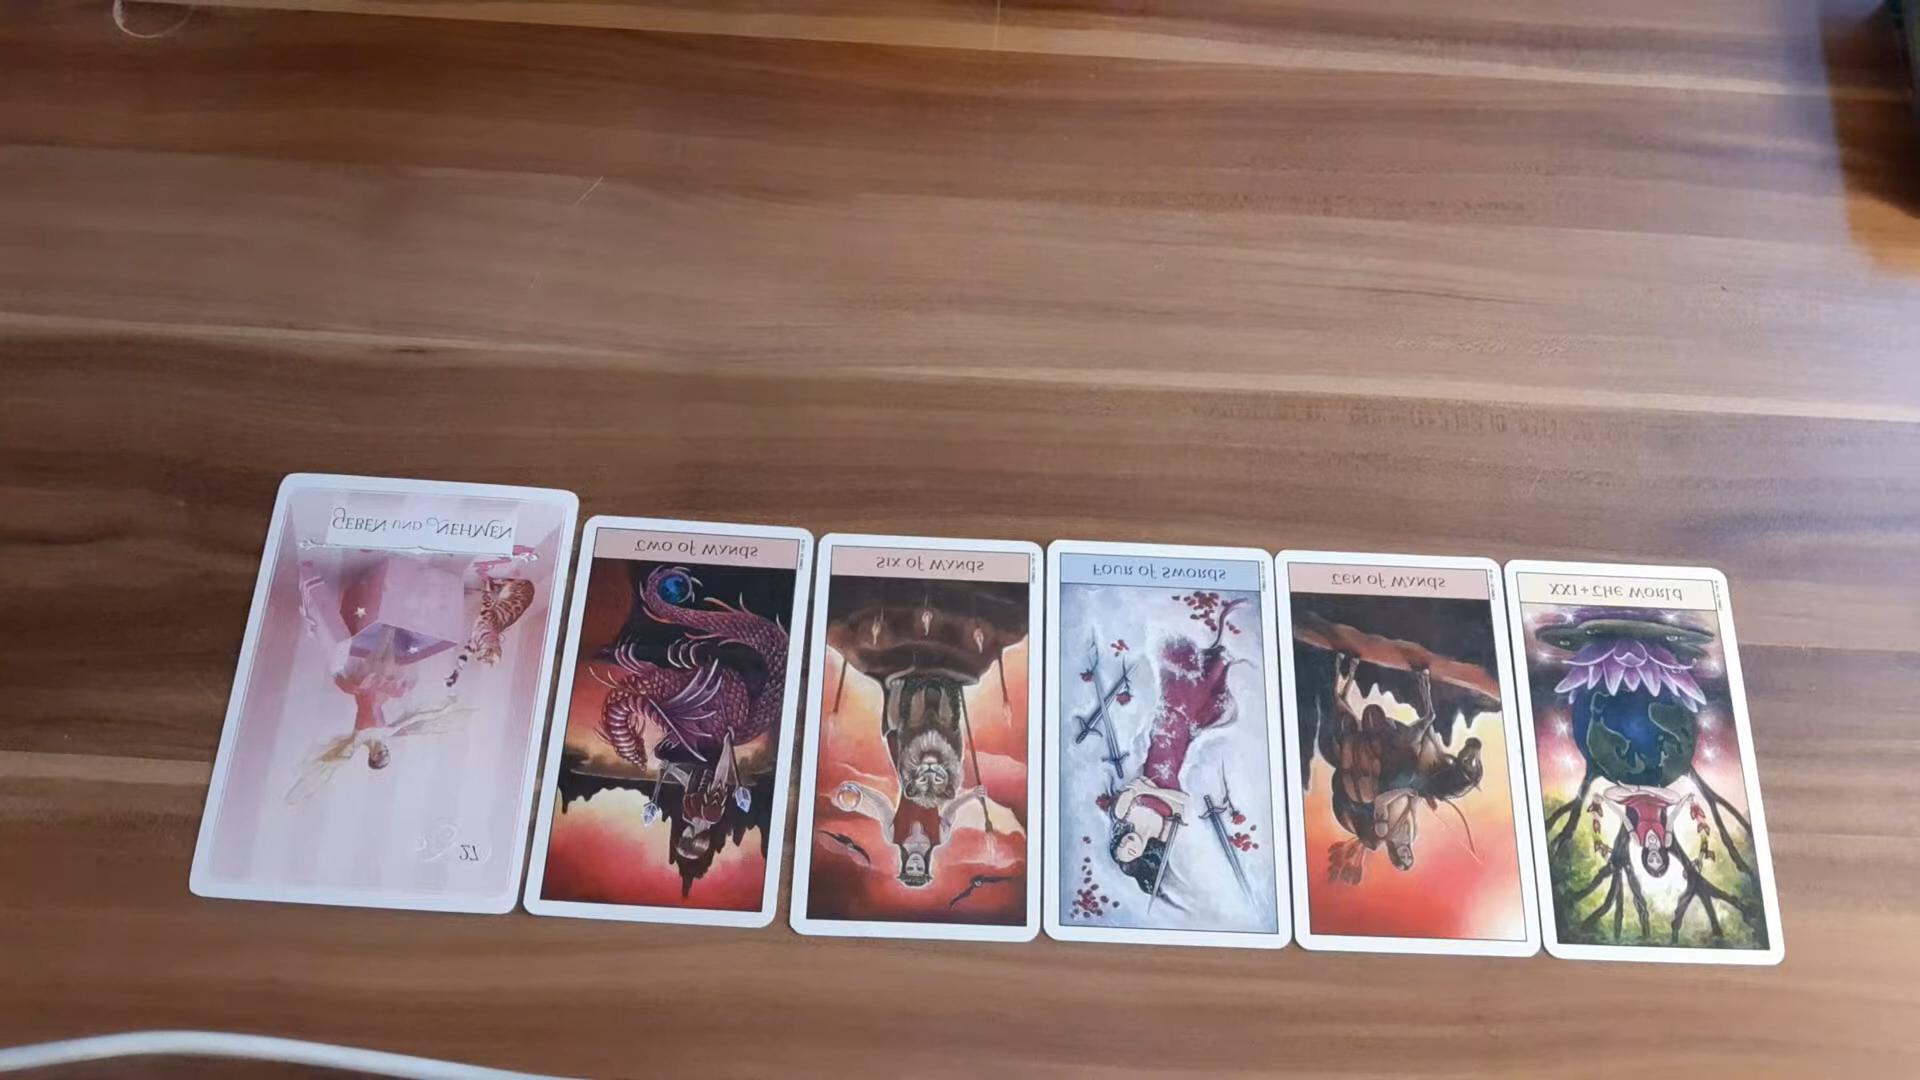 GEBEN UND NEHMEN
27
TWO OF WANDS
SIX OF WANDS
FOUR OF SWORDS
TEN OF WANDS
XXI + THE WORLD